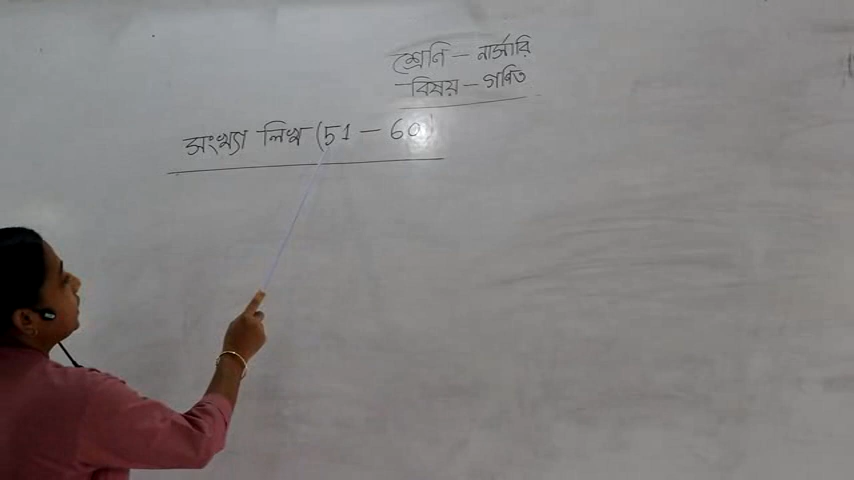 শ্রেনি – নার্সারি
বিষয় – গণিত
সংখ্যা লিখ (51 – 60)